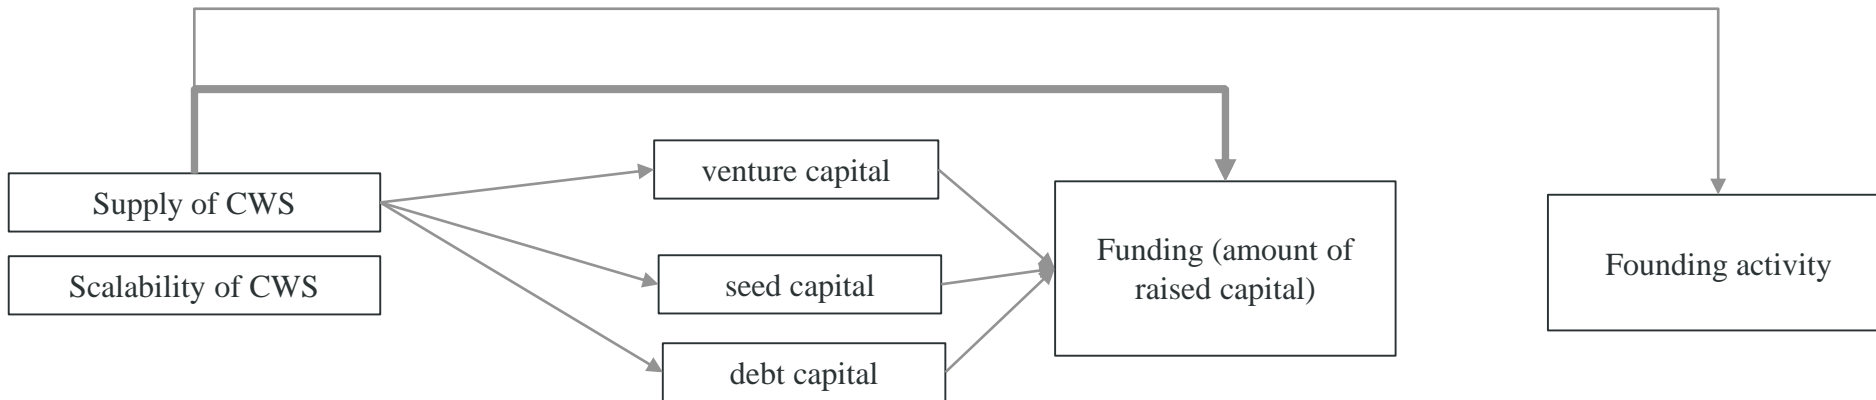 Supply of CWS
Scalability of CWS
venture capital
seed capital
debt capital
Funding (amount of
raised capital)
Founding activity